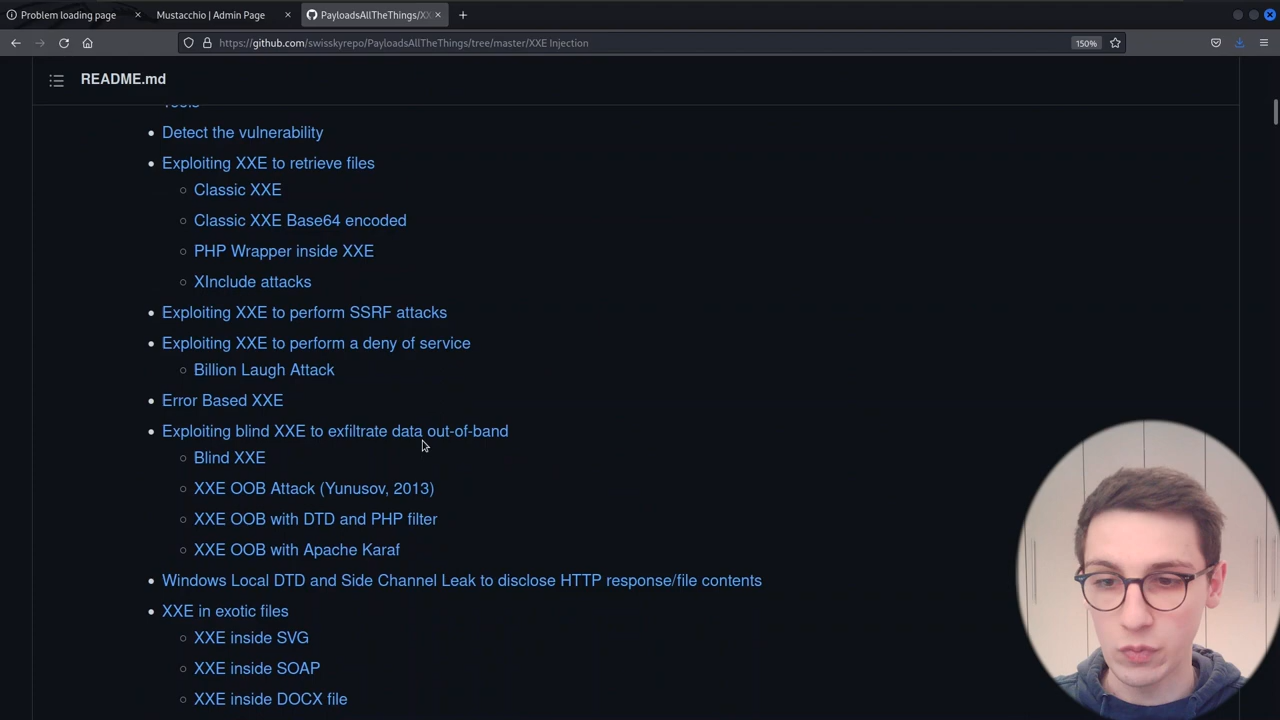 Problem loading page
Mustacchio | Admin Page
PayloadsAllTheThings/XX
https://github.com/swisskyrepo/PayloadsAllTheThings/tree/master/XXE Injection
150%
README.md
Tools
Detect the vulnerability
Exploiting XXE to retrieve files
Classic XXE
Classic XXE Base64 encoded
PHP Wrapper inside XXE
XInclude attacks
Exploiting XXE to perform SSRF attacks
Exploiting XXE to perform a deny of service
Billion Laugh Attack
Error Based XXE
Exploiting blind XXE to exfiltrate data out-of-band
Blind XXE
XXE OOB Attack (Yunusov, 2013)
XXE OOB with DTD and PHP filter
XXE OOB with Apache Karaf
Windows Local DTD and Side Channel Leak to disclose HTTP response/file contents
XXE in exotic files
XXE inside SVG
XXE inside SOAP
XXE inside DOCX file